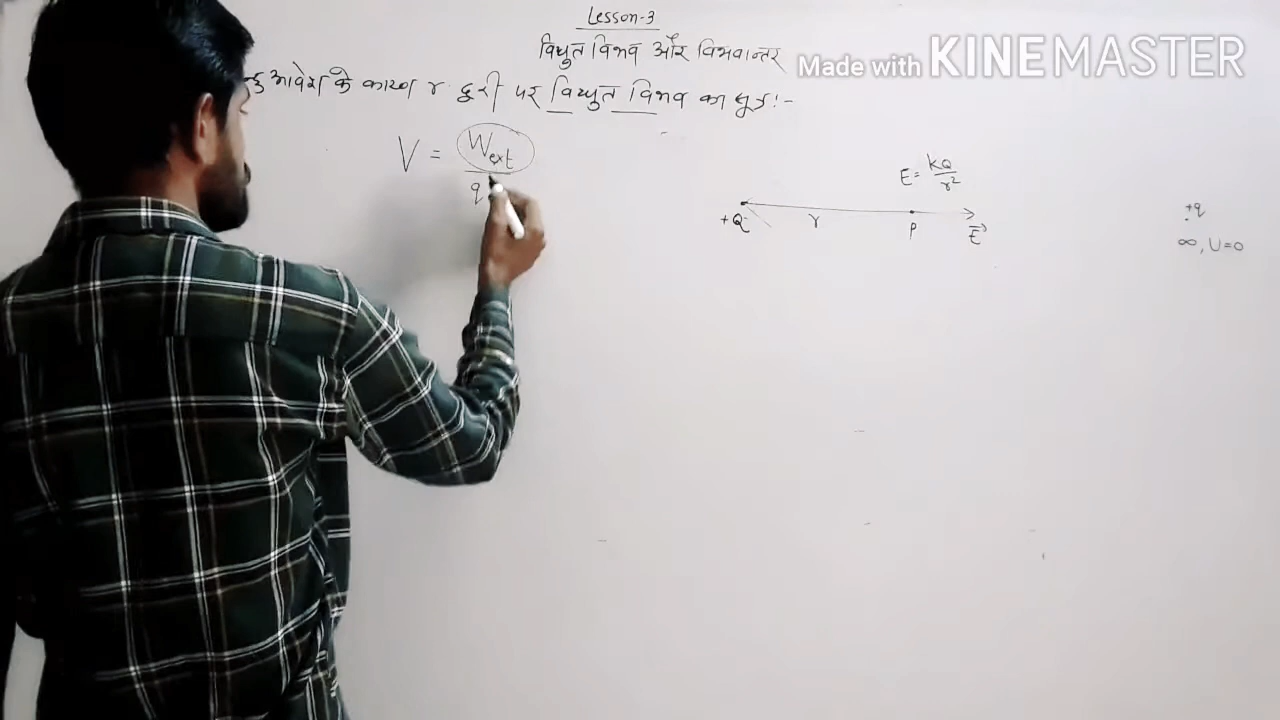 Lesson-3
विधुत विभव और विभवान्तर
Made with KINEMASTER
आवेश के कारण r दूरी पर विधुत विभव का सूत्र:-
V = Wext / q
E = KQ / r²
+Q r P E→
+q
∞, U=0